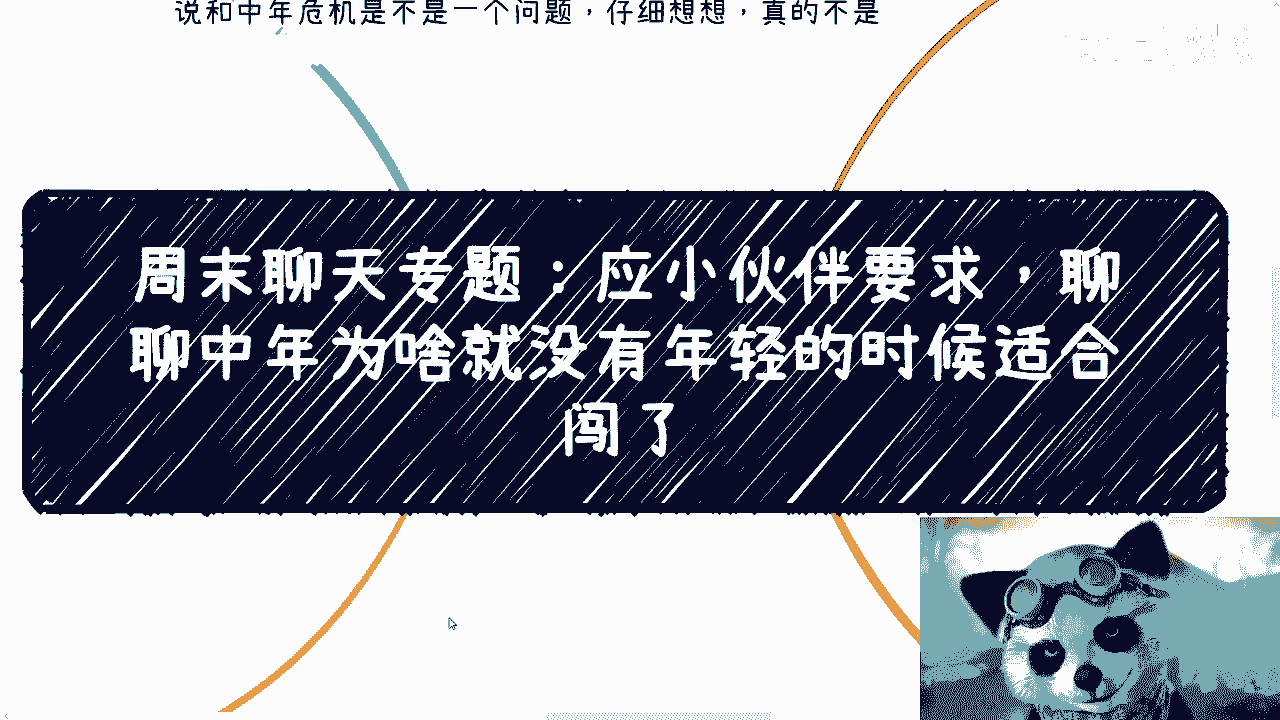 说和中年危机是不是一个问题，仔细想想，真的不是
周末聊天专题：应小伙伴要求，聊
聊中年为啥就没有年轻的时候适合
闯了